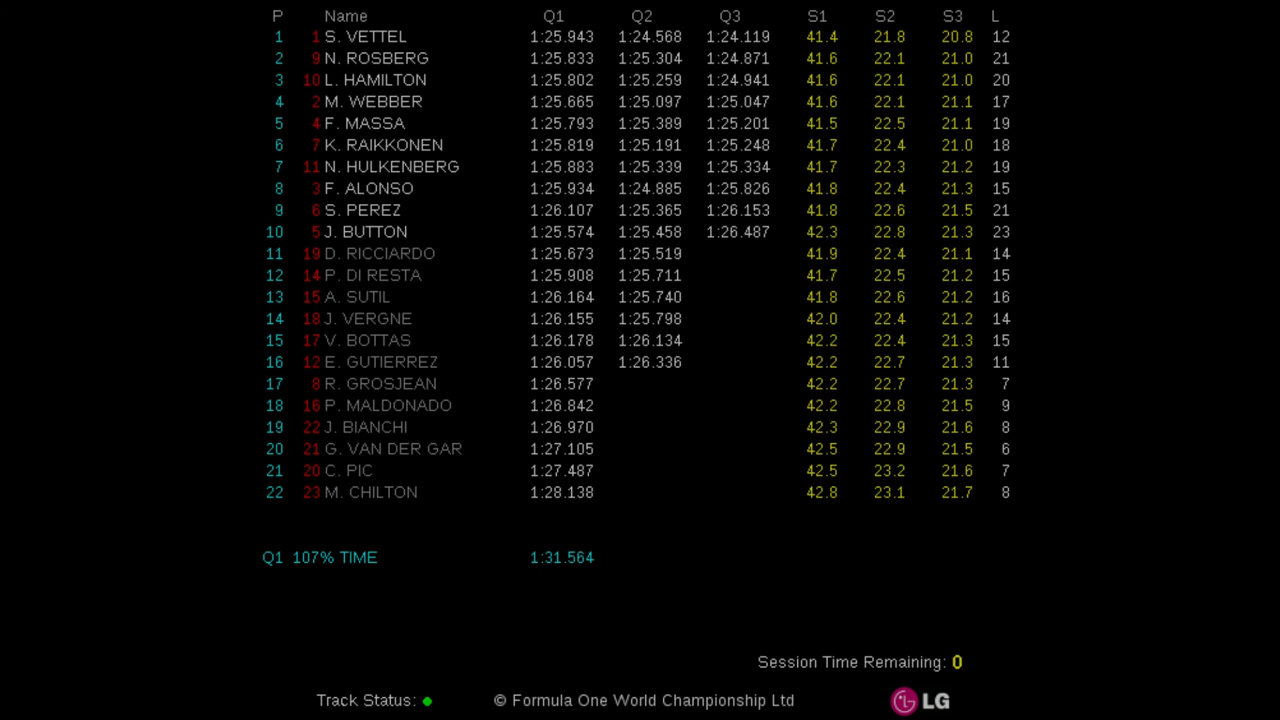 P Name Q1 Q2 Q3 S1 S2 S3 L
1 1 S. VETTEL 1:25.943 1:24.568 1:24.119 41.4 21.8 20.8 12
2 9 N. ROSBERG 1:25.833 1:25.304 1:24.871 41.6 22.1 21.0 21
3 10 L. HAMILTON 1:25.802 1:25.259 1:24.941 41.6 22.1 21.0 20
4 2 M. WEBBER 1:25.665 1:25.097 1:25.047 41.6 22.1 21.1 17
5 4 F. MASSA 1:25.793 1:25.389 1:25.201 41.5 22.5 21.1 19
6 7 K. RAIKKONEN 1:25.819 1:25.191 1:25.248 41.7 22.4 21.0 18
7 11 N. HULKENBERG 1:25.883 1:25.339 1:25.334 41.7 22.3 21.2 19
8 3 F. ALONSO 1:25.934 1:24.885 1:25.826 41.8 22.4 21.3 15
9 6 S. PEREZ 1:26.107 1:25.365 1:26.153 41.8 22.6 21.5 21
10 5 J. BUTTON 1:25.574 1:25.458 1:26.487 42.3 22.8 21.3 23
11 19 D. RICCIARDO 1:25.673 1:25.519 41.9 22.4 21.1 14
12 14 P. DI RESTA 1:25.908 1:25.711 41.7 22.5 21.2 15
13 15 A. SUTIL 1:26.164 1:25.740 41.8 22.6 21.2 16
14 18 J. VERGNE 1:26.155 1:25.798 42.0 22.4 21.2 14
15 17 V. BOTTAS 1:26.178 1:26.134 42.2 22.4 21.3 15
16 12 E. GUTIERREZ 1:26.057 1:26.336 42.2 22.7 21.3 11
17 8 R. GROSJEAN 1:26.577 42.2 22.7 21.3 7
18 16 P. MALDONADO 1:26.842 42.2 22.8 21.5 9
19 22 J. BIANCHI 1:26.970 42.3 22.9 21.6 8
20 21 G. VAN DER GAR 1:27.105 42.5 22.9 21.5 6
21 20 C. PIC 1:27.487 42.5 23.2 21.6 7
22 23 M. CHILTON 1:28.138 42.8 23.1 21.7 8
Q1 107% TIME 1:31.564
Session Time Remaining: 0
Track Status: © Formula One World Championship Ltd LG